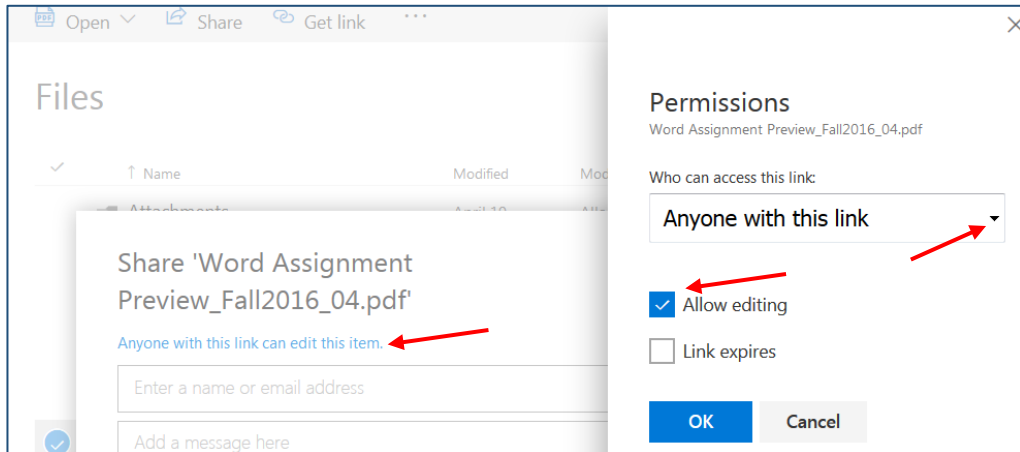 PDF
Open
Share
Get link
...
Files
↑ Name
Modified
Mod
Attachments
April 18
Share 'Word Assignment
Preview_Fall2016_04.pdf'
Anyone with this link can edit this item.
Enter a name or email address
Add a message here
Permissions
Word Assignment Preview_Fall2016_04.pdf
Who can access this link:
Anyone with this link
Allow editing
Link expires
OK
Cancel